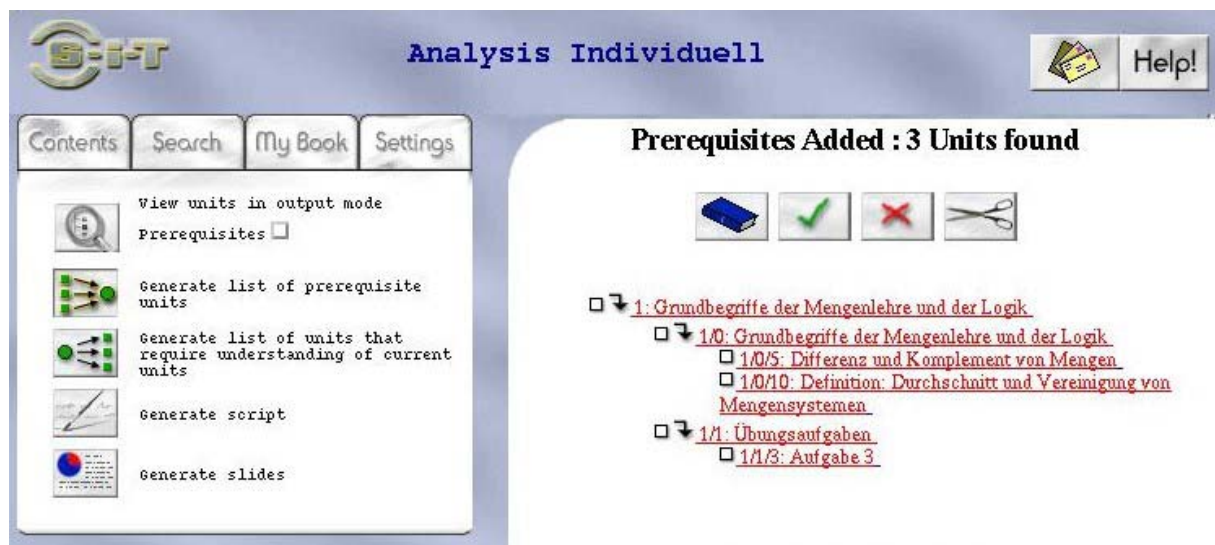 S-i-T
Analysis Individuell
Help!
Contents
Search
My Book
Settings
View units in output mode
Prerequisites
Generate list of prerequisite
units
Generate list of units that
require understanding of current
units
Generate script
Generate slides
Prerequisites Added : 3 Units found
1: Grundbegriffe der Mengenlehre und der Logik
1/0: Grundbegriffe der Mengenlehre und der Logik
1/0/5: Differenz und Komplement von Mengen
1/0/10: Definition: Durchschnitt und Vereinigung von
Mengensystemen
1/1: Übungsaufgaben
1/1/3: Aufgabe 3